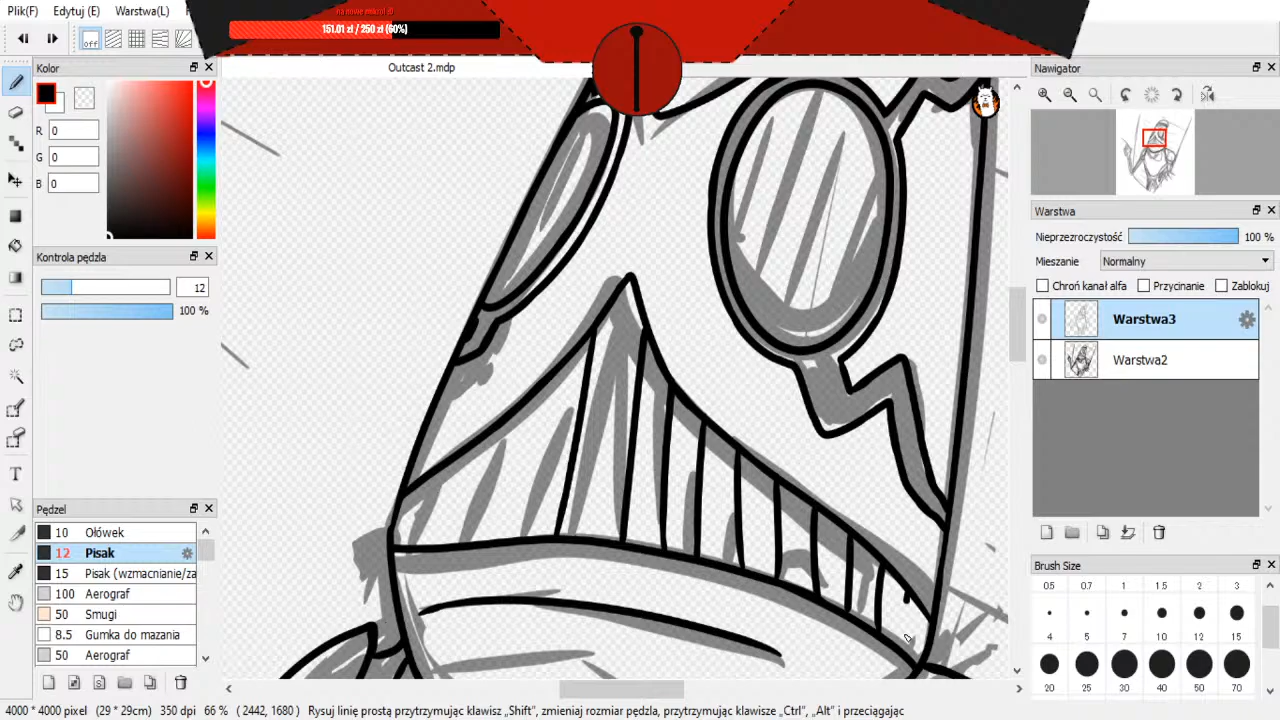 na nowe mikro! :D
Plik(F) Edytuj (E) Warstwa(L)
151.01 zł / 250 zł (60%)
off
Kolor
Outcast 2.mdp
Nawigator
R 0
G 0
B 0
Warstwa
Nieprzezroczystość 100 %
Mieszanie Normalny
Chroń kanał alfa Przycinanie Zablokuj
Kontrola pędzla
12
100 %
Warstwa3
Warstwa2
T
Pędzel
10 Ołówek
12 Pisak
15 Pisak (wzmacnianie/za
100 Aerograf
50 Smugi
8.5 Gumka do mazania
50 Aerograf
Brush Size
0.5 0.7 1 1.5 2 3
4 5 7 10 12 15
20 25 30 40 50 70
4000 * 4000 pixel (29 * 29cm) 350 dpi 66 % ( 2442, 1680 ) Rysuj linię prostą przytrzymując klawisz „Shift”, zmieniaj rozmiar pędzla, przytrzymując klawisze „Ctrl”, „Alt” i przeciągając